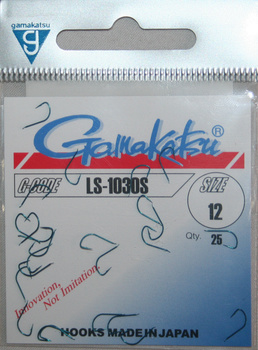 gamakatsu
g
Gamakatsu®
G-CODE LS-1030S SIZE
12
Qty. 25
Innovation,
Not Imitation
HOOKS MADE IN JAPAN